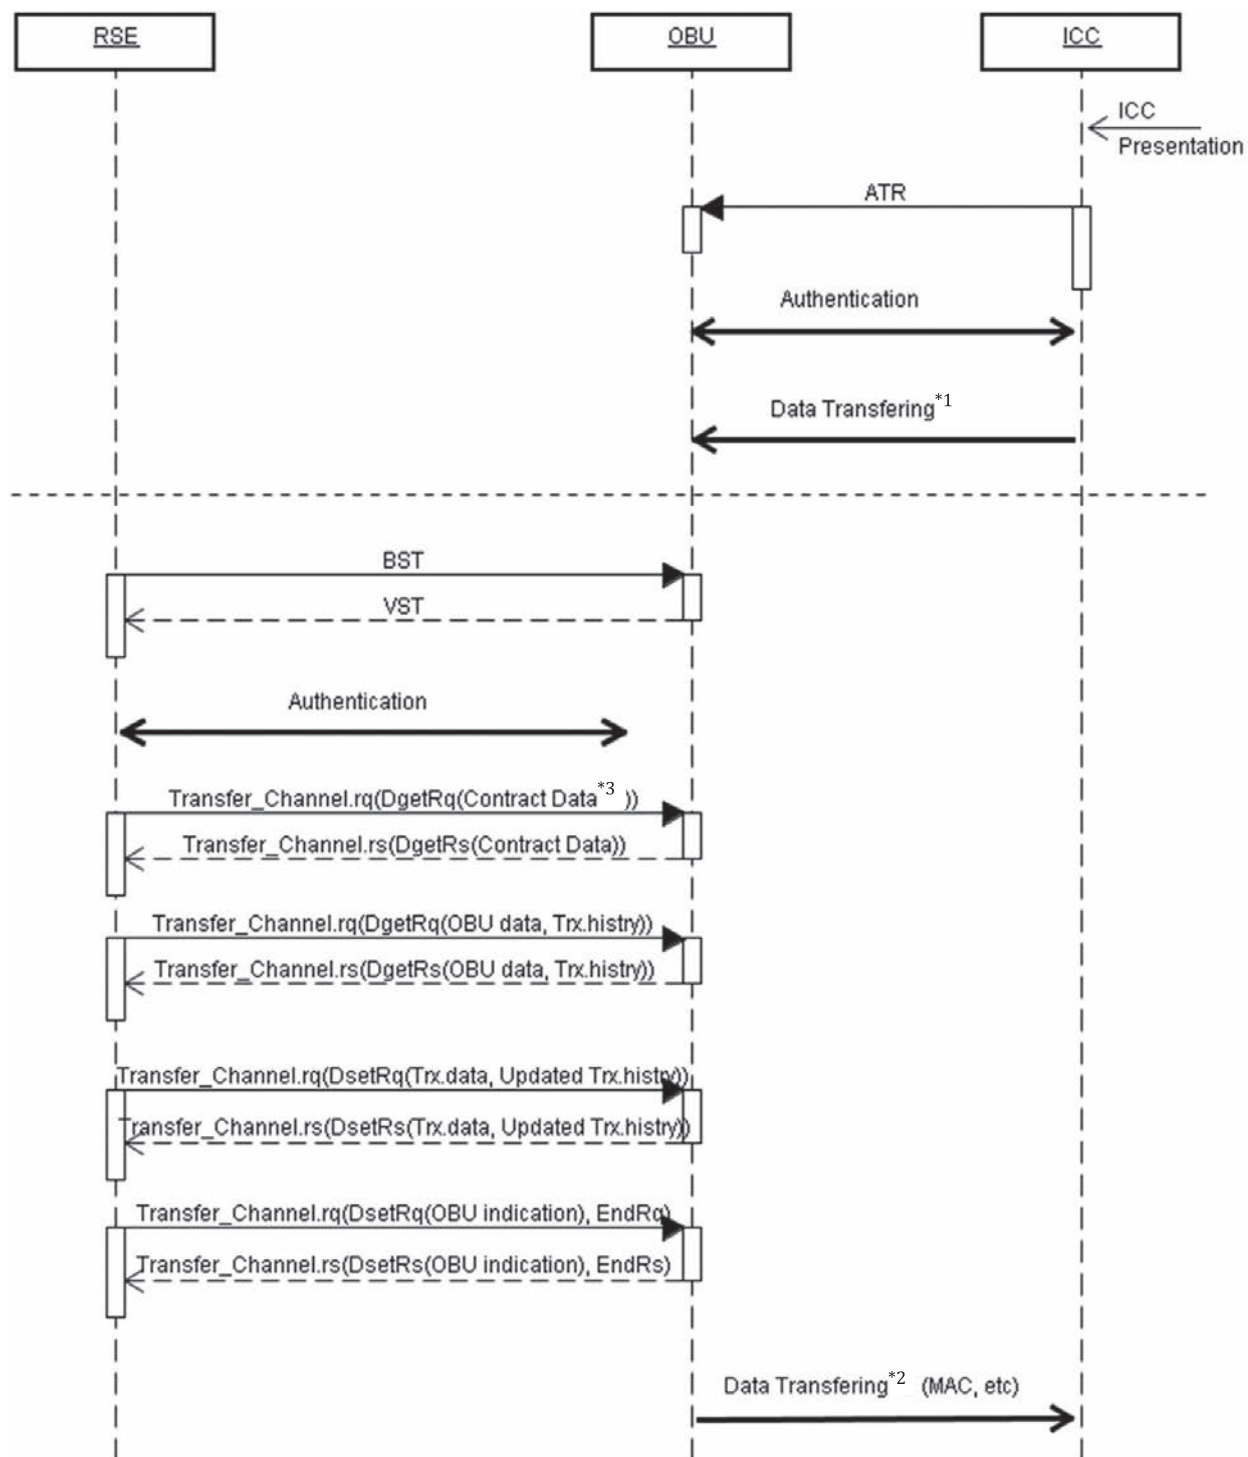 RSE
OBU
ICC
ICC
Presentation
ATR
Authentication
Data Transfering*1
BST
VST
Authentication
Transfer_Channel.rq(DgetRq(Contract Data*3 ))
Transfer_Channel.rs(DgetRs(Contract Data))
Transfer_Channel.rq(DgetRq(OBU data, Trx.histry))
Transfer_Channel.rs(DgetRs(OBU data, Trx.histry))
Transfer_Channel.rq(DsetRq(Trx.data, Updated Trx.histry))
Transfer_Channel.rs(DsetRs(Trx.data, Updated Trx.histry))
Transfer_Channel.rq(DsetRq(OBU indication), EndRq)
Transfer_Channel.rs(DsetRs(OBU indication), EndRs)
Data Transfering*2 (MAC, etc)